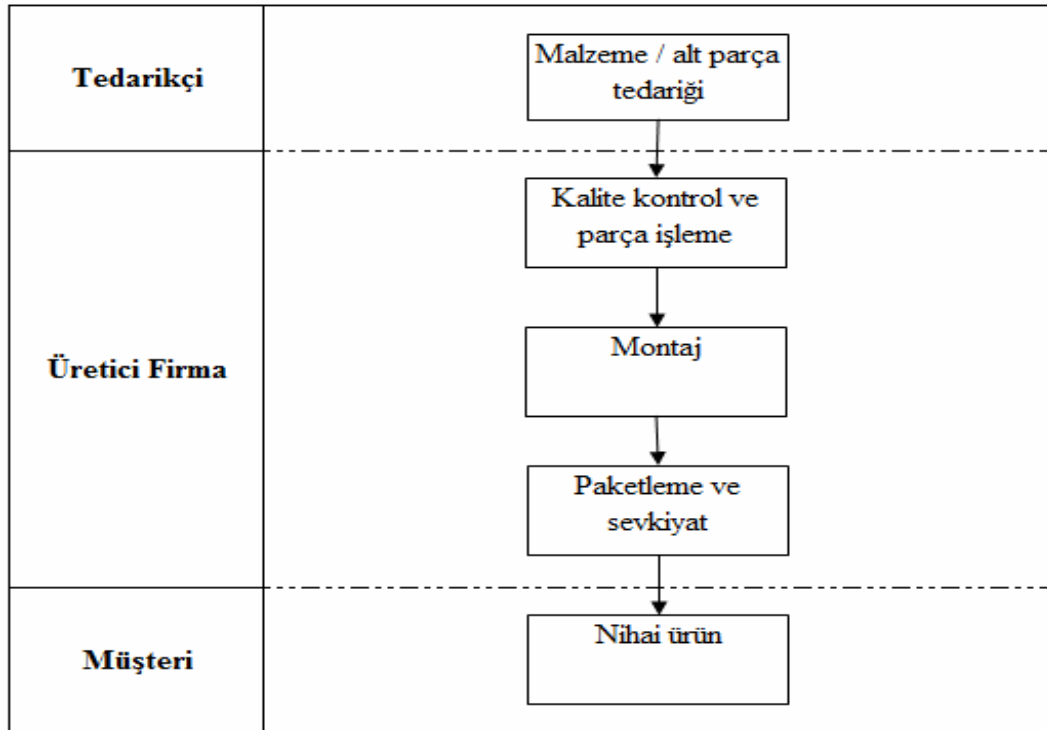 Tedarikçi
Malzeme / alt parça
tedariği
Üretici Firma
Kalite kontrol ve
parça işleme
Montaj
Paketleme ve
sevkiyat
Müşteri
Nihai ürün